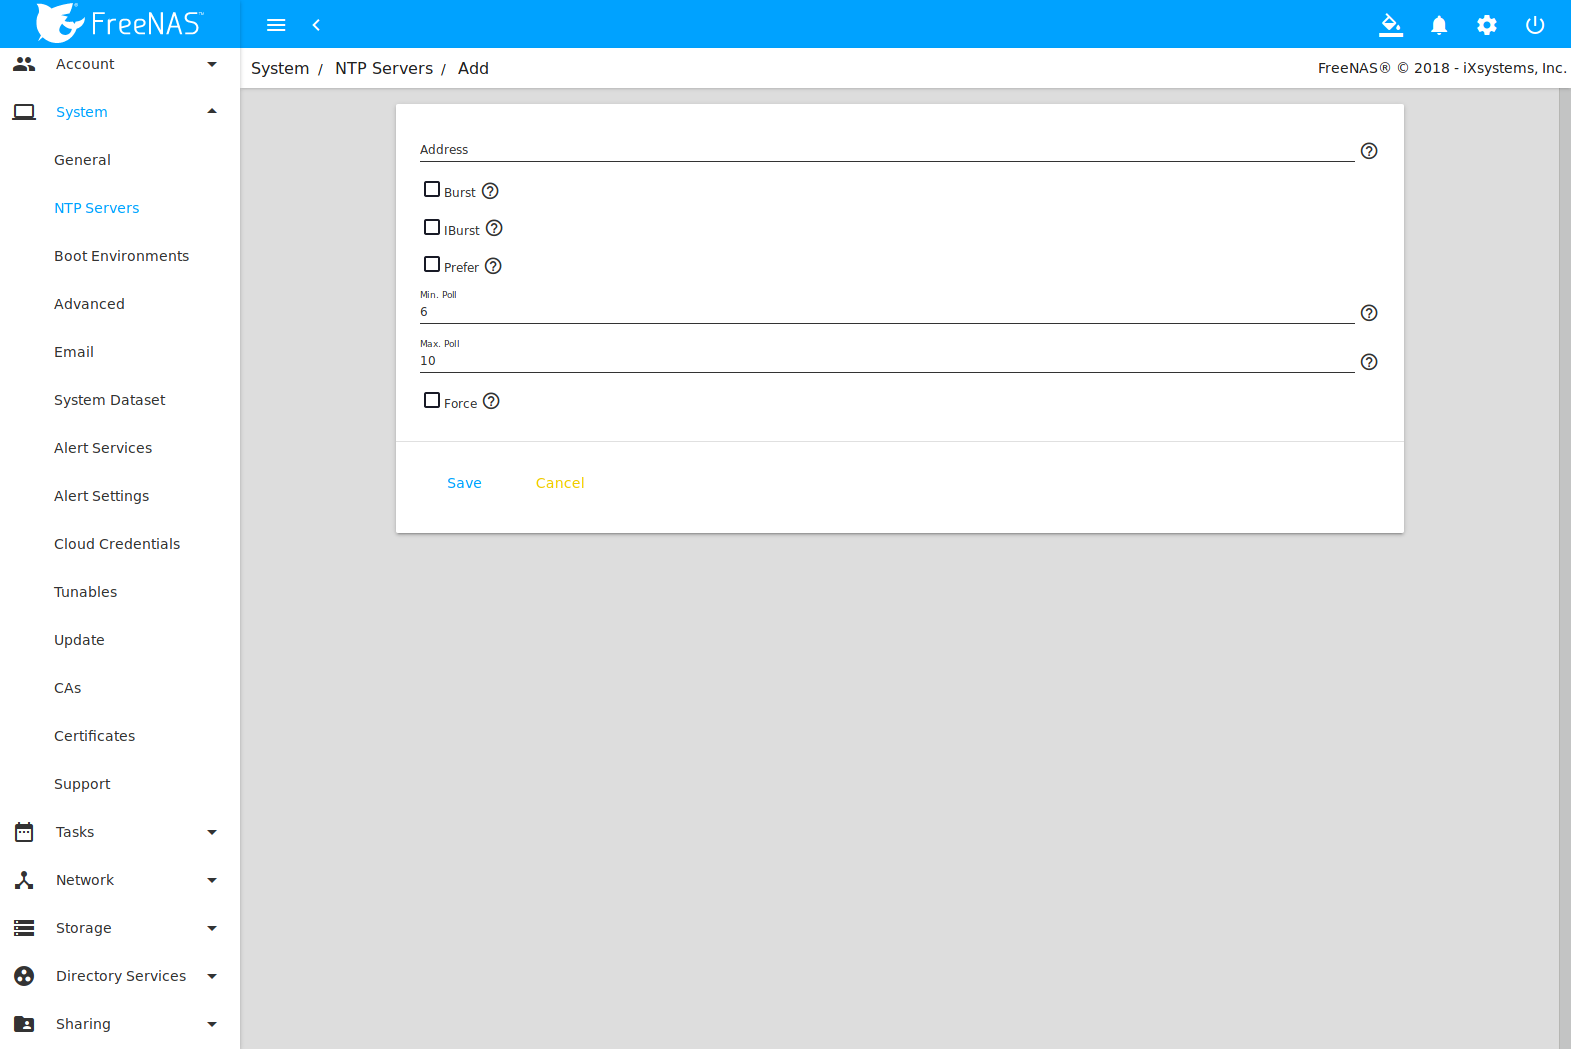 FreeNAS™
System / NTP Servers / Add
FreeNAS® © 2018 - iXsystems, Inc.
Account
System
General
NTP Servers
Boot Environments
Advanced
Email
System Dataset
Alert Services
Alert Settings
Cloud Credentials
Tunables
Update
CAs
Certificates
Support
Tasks
Network
Storage
Directory Services
Sharing
Address
Burst
IBurst
Prefer
Min. Poll
6
Max. Poll
10
Force
Save Cancel